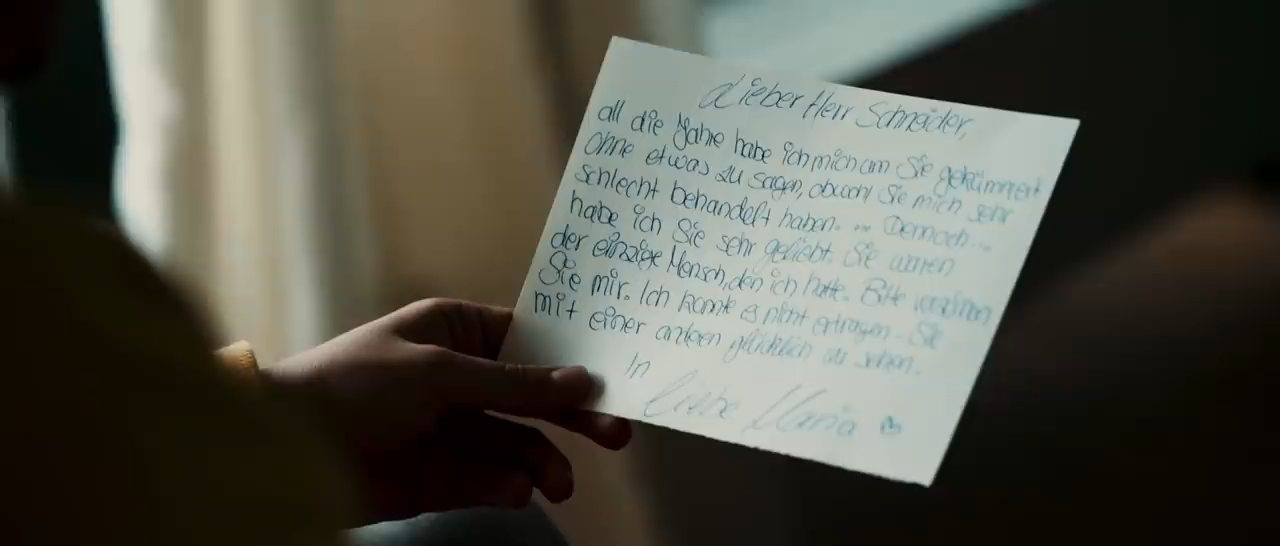 Lieber Herr Schneider,
all die Jahre habe ich mich um Sie gekümmert
Ohne etwas zu sagen, obwohl Sie mich sehr
schlecht behandelt haben. ... Dennoch...
habe ich Sie sehr geliebt. Sie waren
der einzige Mensch, den ich hatte. Bitte verzeihen
Sie mir. Ich konnte es nicht ertragen Sie
mit einer anderen glücklich zu sehen.
In
Liebe Maria